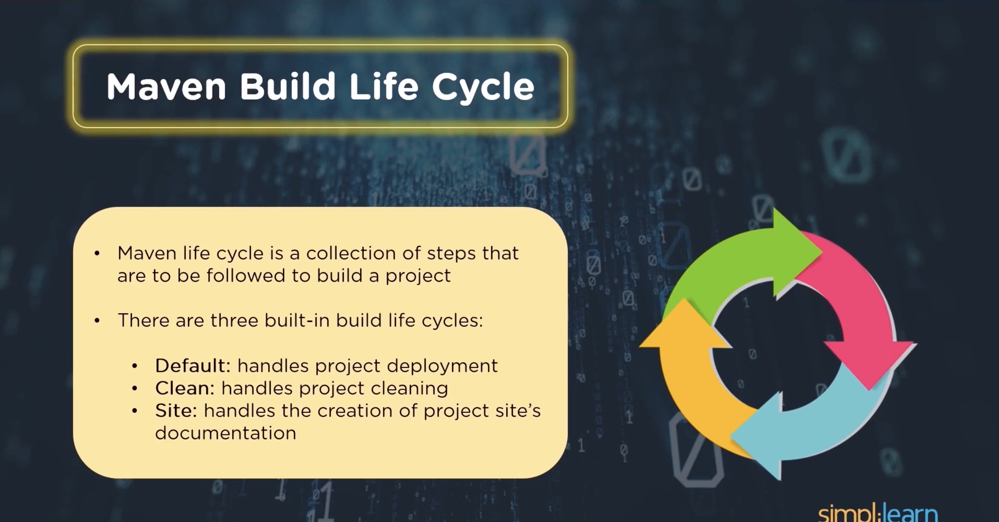 Maven Build Life Cycle
• Maven life cycle is a collection of steps that
are to be followed to build a project
• There are three built-in build life cycles:
• Default: handles project deployment
• Clean: handles project cleaning
• Site: handles the creation of project site’s
documentation
simpl:learn